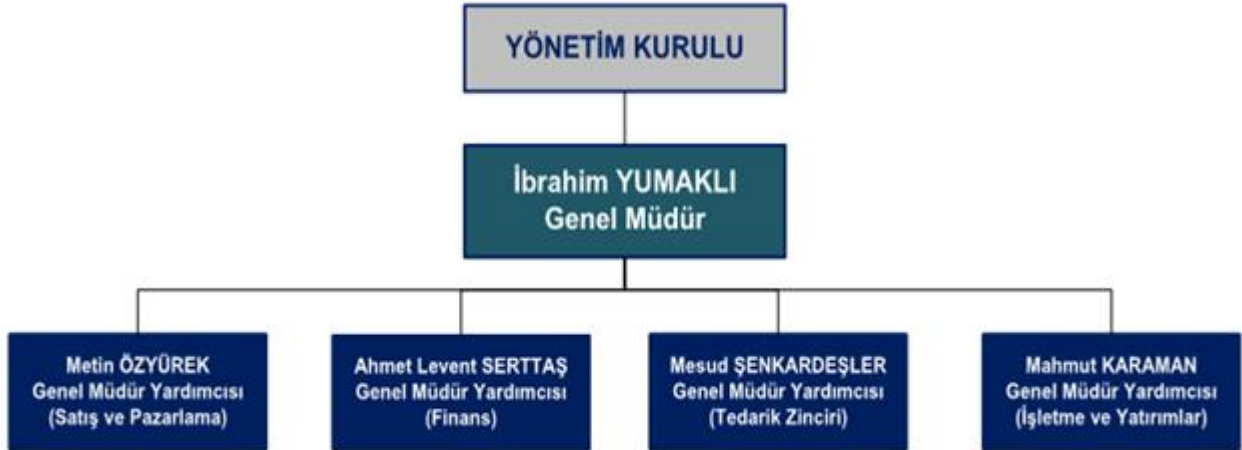 YÖNETİM KURULU
İbrahim YUMAKLI
Genel Müdür
Metin ÖZYÜREK
Genel Müdür Yardımcısı
(Satış ve Pazarlama)
Ahmet Levent SERTTAŞ
Genel Müdür Yardımcısı
(Finans)
Mesud ŞENKARDEŞLER
Genel Müdür Yardımcısı
(Tedarik Zinciri)
Mahmut KARAMAN
Genel Müdür Yardımcısı
(İşletme ve Yatırımlar)